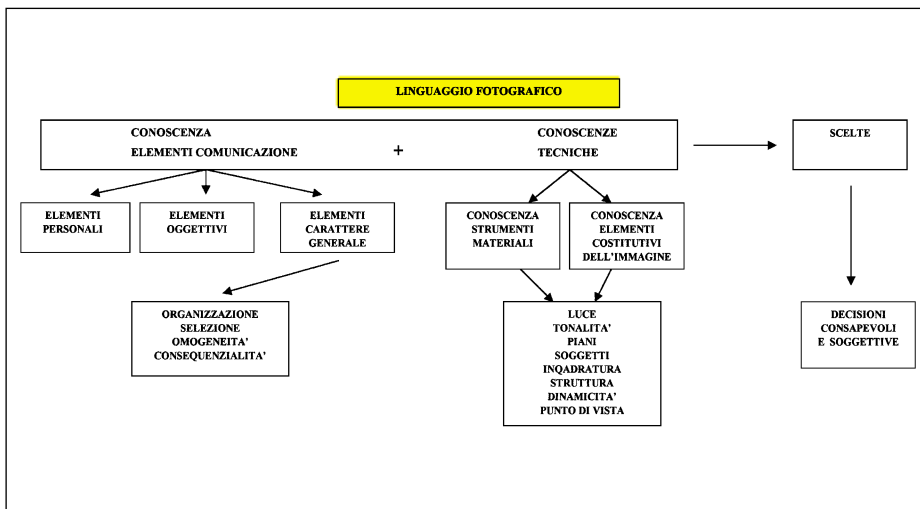 LINGUAGGIO FOTOGRAFICO
CONOSCENZA
ELEMENTI COMUNICAZIONE
+
CONOSCENZE
TECNICHE
SCELTE
ELEMENTI
PERSONALI
ELEMENTI
OGGETTIVI
ELEMENTI
CARATTERE
GENERALE
CONOSCENZA
STRUMENTI
MATERIALI
CONOSCENZA
ELEMENTI
COSTITUTIVI
DELL'IMMAGINE
ORGANIZZAZIONE
SELEZIONE
OMOGENEITA'
CONSEQUENZIALITA'
LUCE
TONALITA'
PIANI
SOGGETTI
INQADRATURA
STRUTTURA
DINAMICITA'
PUNTO DI VISTA
DECISIONI
CONSAPEVOLI
E SOGGETTIVE